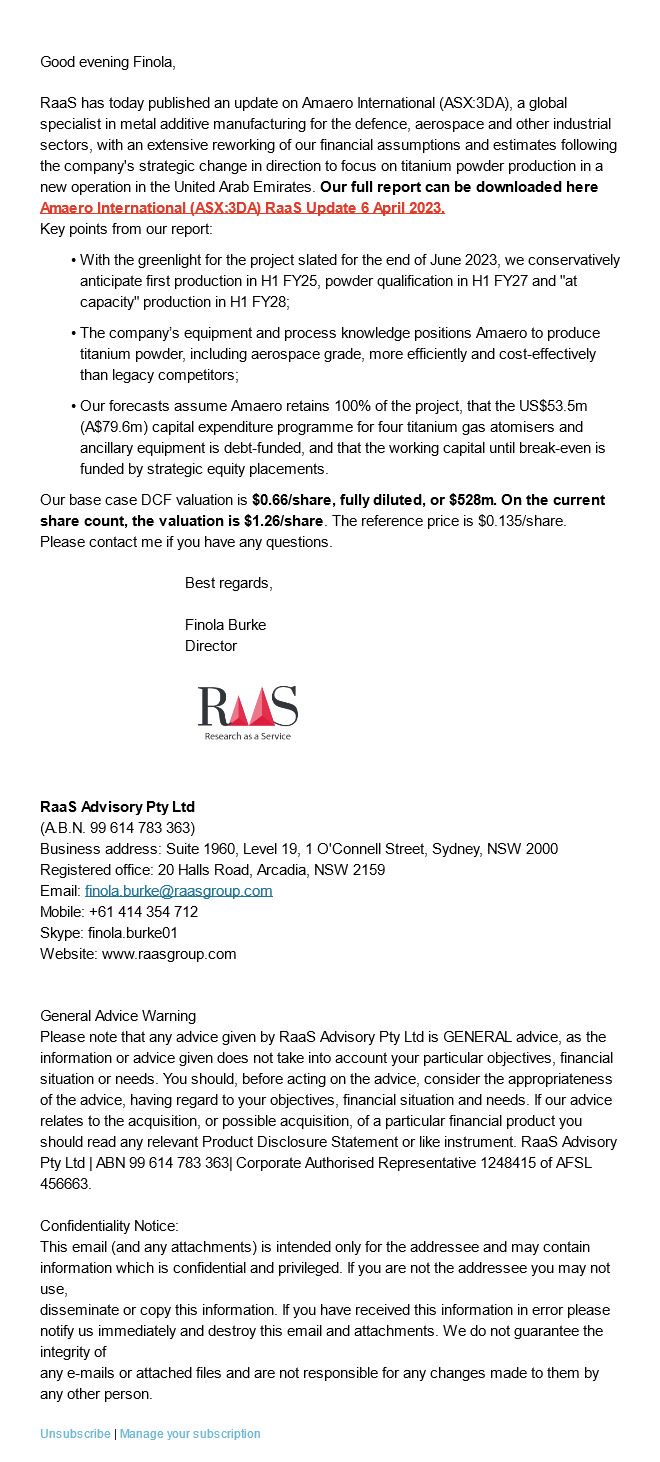 Good evening Finola,
RaaS has today published an update on Amaero International (ASX:3DA), a global
specialist in metal additive manufacturing for the defence, aerospace and other industrial
sectors, with an extensive reworking of our financial assumptions and estimates following
the company's strategic change in direction to focus on titanium powder production in a
new operation in the United Arab Emirates. Our full report can be downloaded here
Amaero International (ASX:3DA) RaaS Update 6 April 2023.
Key points from our report:
• With the greenlight for the project slated for the end of June 2023, we conservatively
anticipate first production in H1 FY25, powder qualification in H1 FY27 and "at
capacity" production in H1 FY28;
• The company’s equipment and process knowledge positions Amaero to produce
titanium powder, including aerospace grade, more efficiently and cost-effectively
than legacy competitors;
• Our forecasts assume Amaero retains 100% of the project, that the US$53.5m
(A$79.6m) capital expenditure programme for four titanium gas atomisers and
ancillary equipment is debt-funded, and that the working capital until break-even is
funded by strategic equity placements.
Our base case DCF valuation is $0.66/share, fully diluted, or $528m. On the current
share count, the valuation is $1.26/share. The reference price is $0.135/share.
Please contact me if you have any questions.
Best regards,
Finola Burke
Director
RaaS
Research as a Service
RaaS Advisory Pty Ltd
(A.B.N. 99 614 783 363)
Business address: Suite 1960, Level 19, 1 O'Connell Street, Sydney, NSW 2000
Registered office: 20 Halls Road, Arcadia, NSW 2159
Email: finola.burke@raasgroup.com
Mobile: +61 414 354 712
Skype: finola.burke01
Website: www.raasgroup.com
General Advice Warning
Please note that any advice given by RaaS Advisory Pty Ltd is GENERAL advice, as the
information or advice given does not take into account your particular objectives, financial
situation or needs. You should, before acting on the advice, consider the appropriateness
of the advice, having regard to your objectives, financial situation and needs. If our advice
relates to the acquisition, or possible acquisition, of a particular financial product you
should read any relevant Product Disclosure Statement or like instrument. RaaS Advisory
Pty Ltd | ABN 99 614 783 363| Corporate Authorised Representative 1248415 of AFSL
456663.
Confidentiality Notice:
This email (and any attachments) is intended only for the addressee and may contain
information which is confidential and privileged. If you are not the addressee you may not
use,
disseminate or copy this information. If you have received this information in error please
notify us immediately and destroy this email and attachments. We do not guarantee the
integrity of
any e-mails or attached files and are not responsible for any changes made to them by
any other person.
Unsubscribe | Manage your subscription